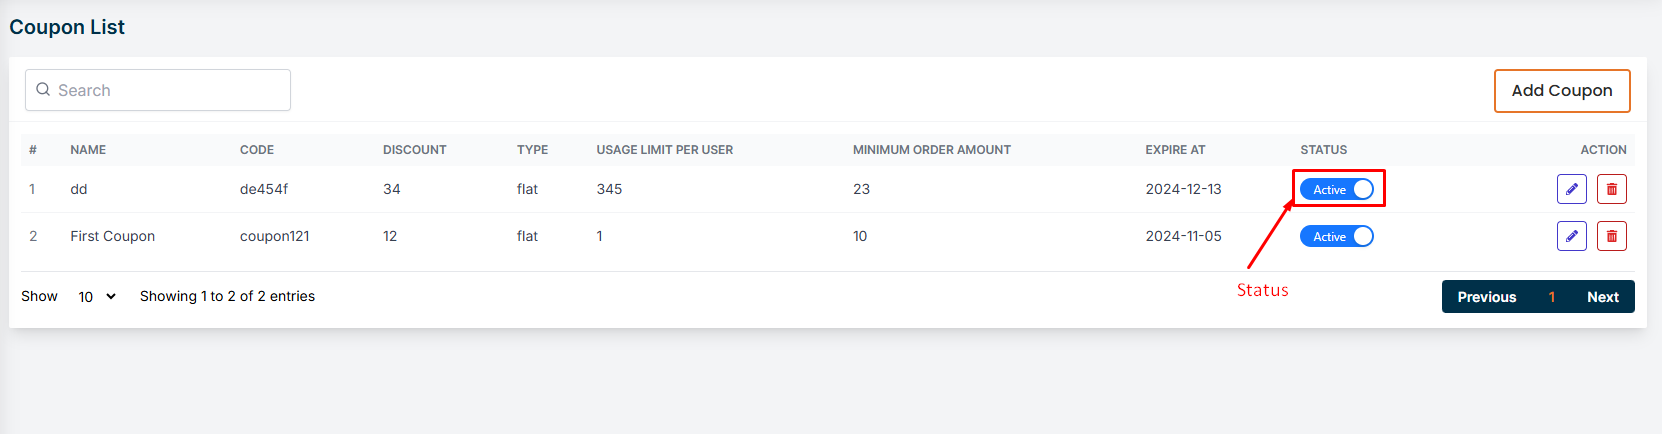 Coupon List
Search
Add Coupon
# NAME CODE DISCOUNT TYPE USAGE LIMIT PER USER MINIMUM ORDER AMOUNT EXPIRE AT STATUS ACTION
1 dd de454f 34 flat 345 23 2024-12-13 Active
2 First Coupon coupon121 12 flat 1 10 2024-11-05 Active
Status
Show 10 Showing 1 to 2 of 2 entries Previous 1 Next